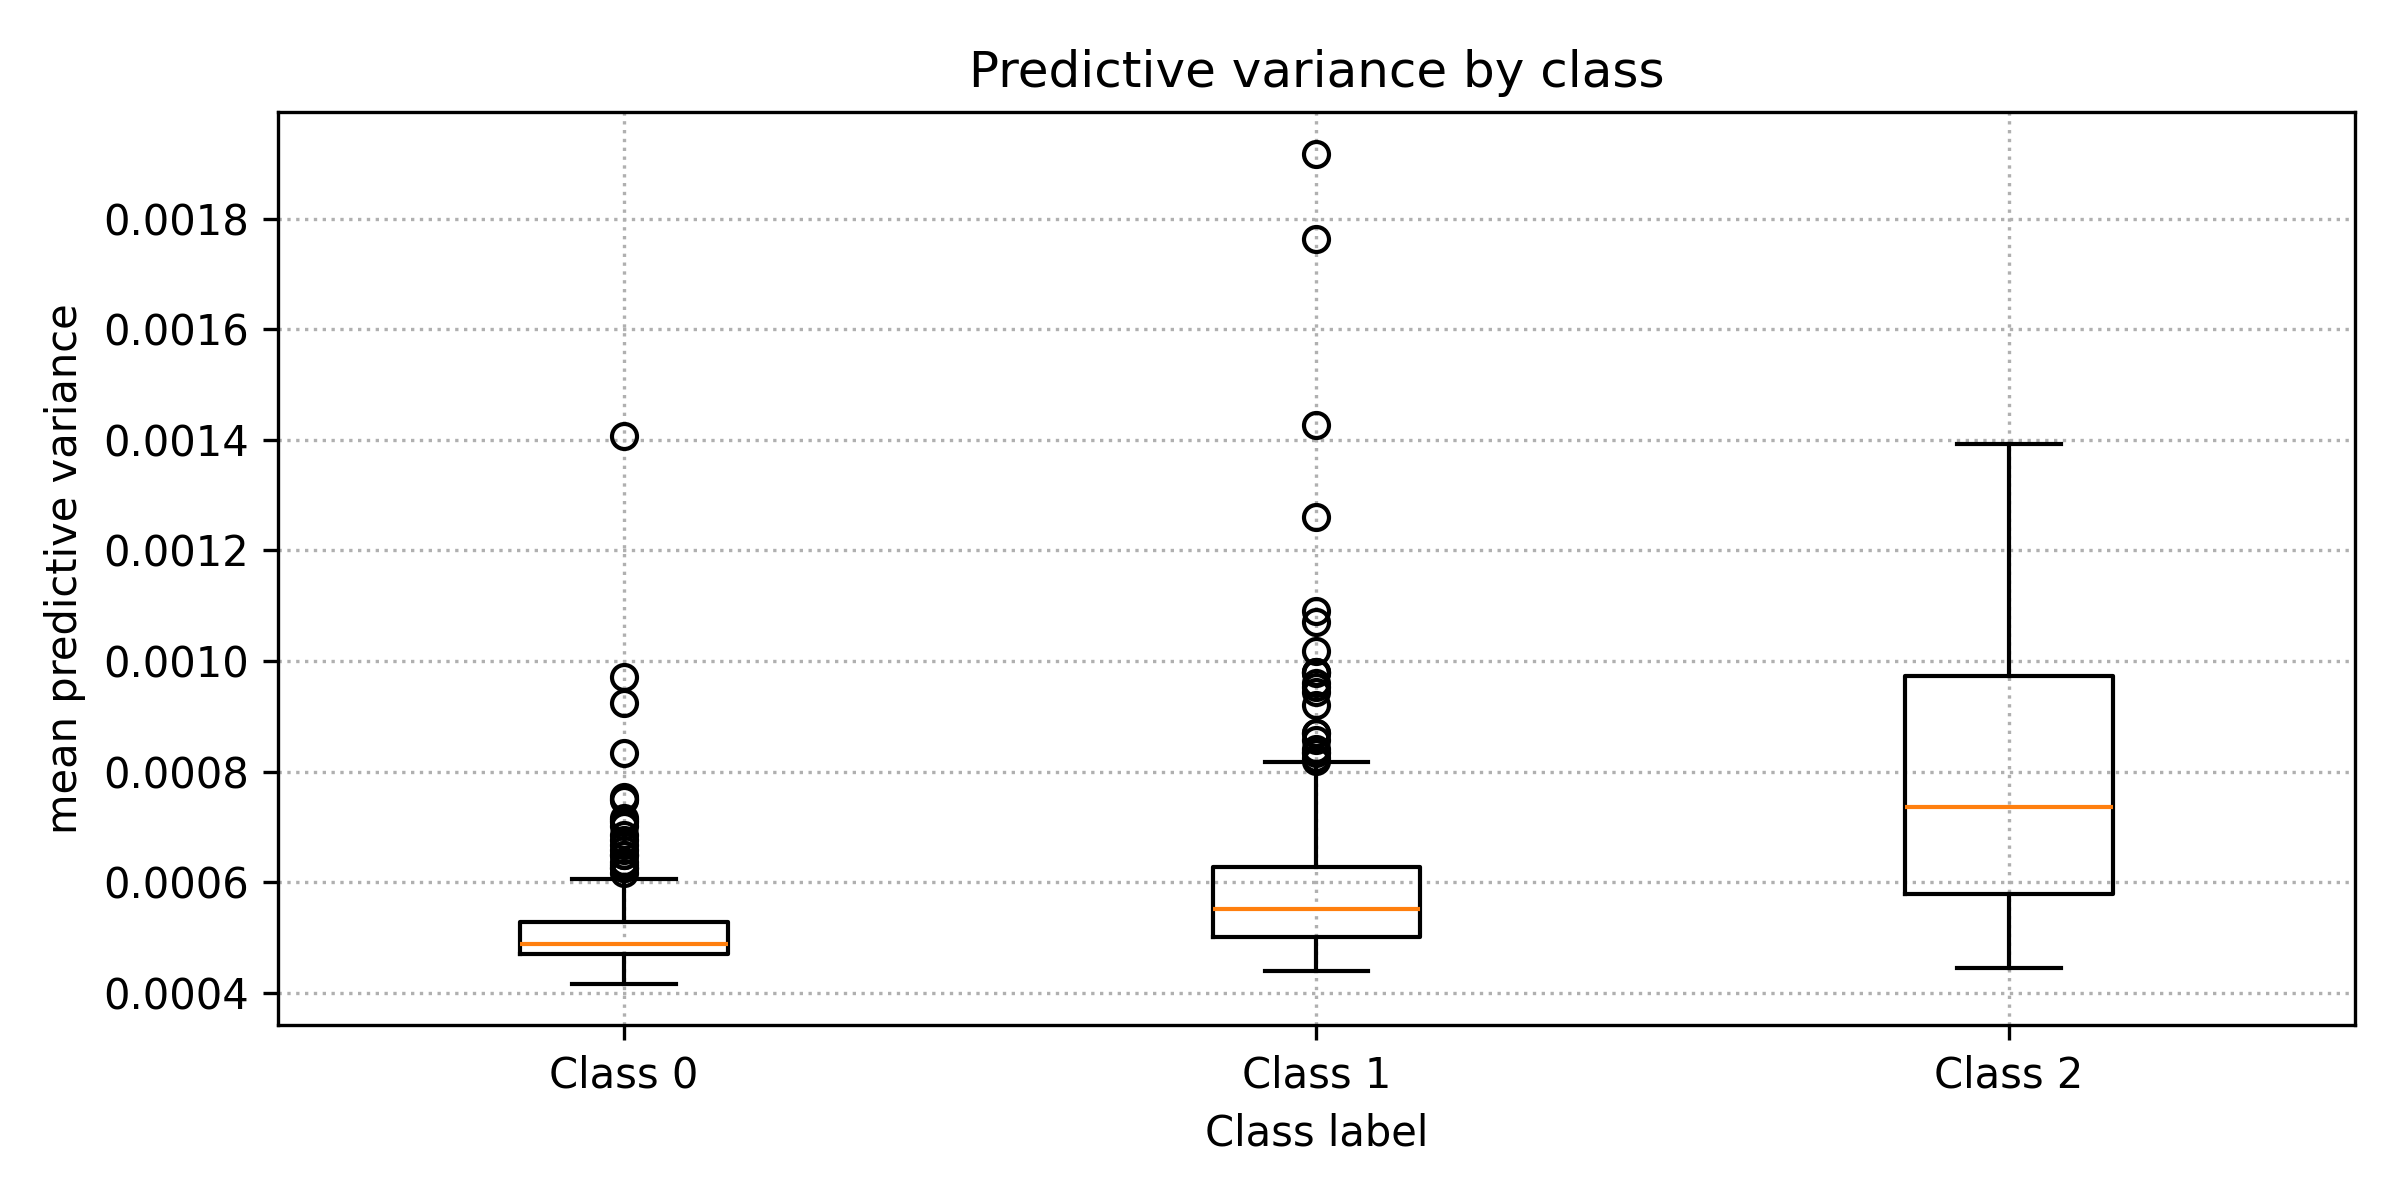 Predictive variance by class
mean predictive variance
0.0018
0.0016
0.0014
0.0012
0.0010
0.0008
0.0006
0.0004
Class 0
Class 1
Class 2
Class label